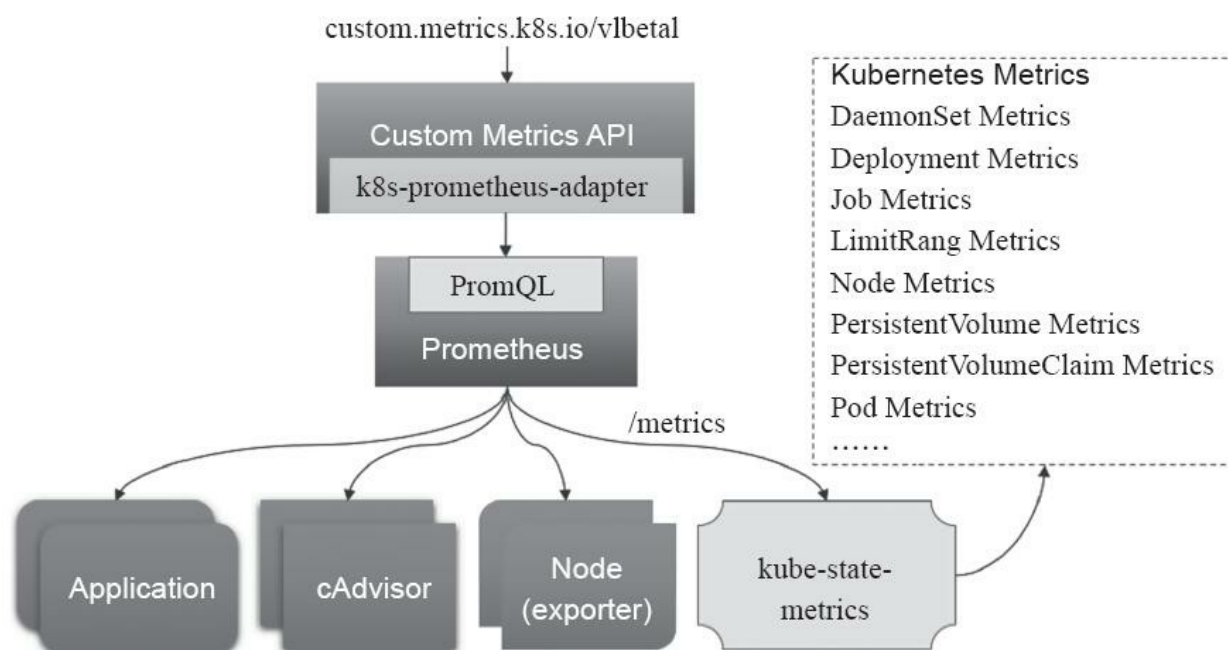 custom.metrics.k8s.io/vlbetal
Custom Metrics API
k8s-prometheus-adapter
PromQL
Prometheus
/metrics
Application
cAdvisor
Node
(exporter)
kube-state-
metrics
Kubernetes Metrics
DaemonSet Metrics
Deployment Metrics
Job Metrics
LimitRang Metrics
Node Metrics
PersistentVolume Metrics
PersistentVolumeClaim Metrics
Pod Metrics
……